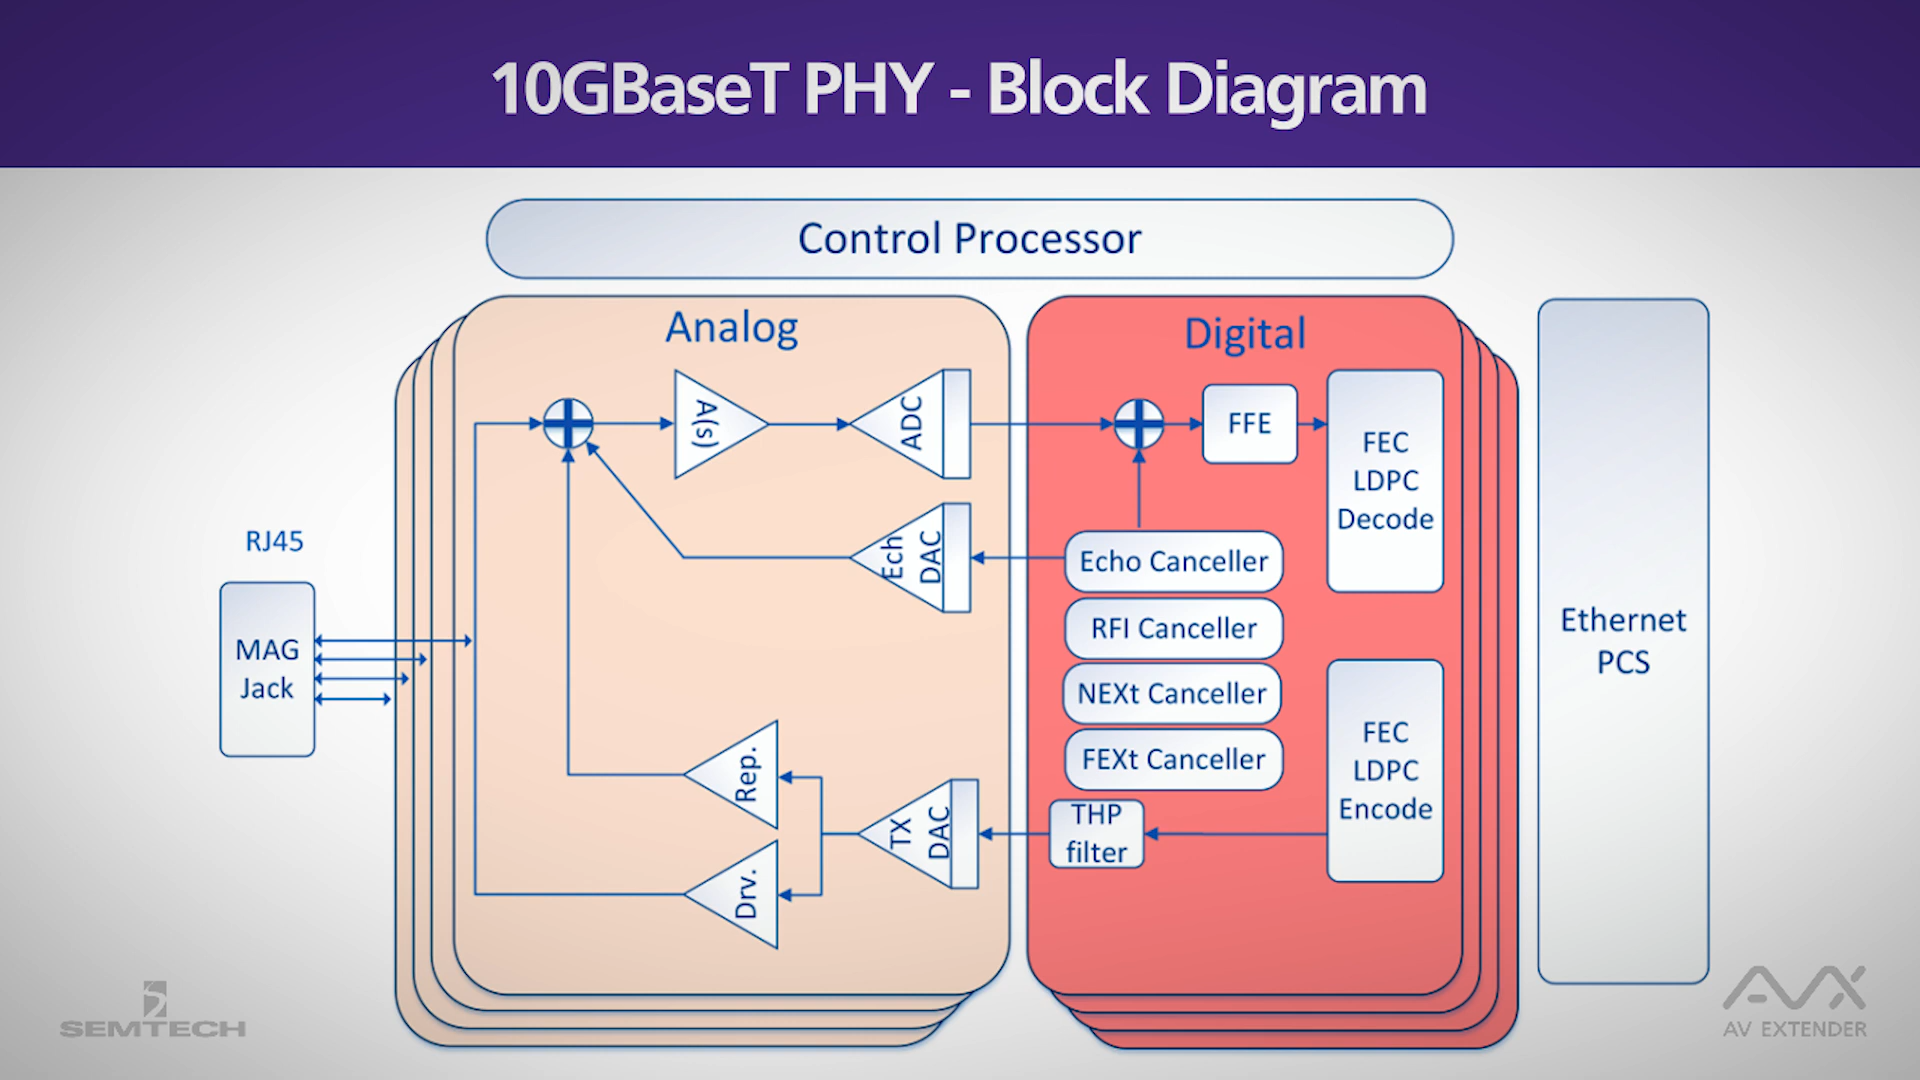 10GBaseT PHY - Block Diagram
Control Processor
Analog
Digital
A(s)
ADC
FFE
FEC
LDPC
Decode
Ech
DAC
Echo Canceller
RJ45
RFI Canceller
MAG
Jack
NEXt Canceller
Ethernet
PCS
FEXt Canceller
FEC
LDPC
Encode
Rep.
TX
DAC
THP
filter
Drv.
SEMTECH
AVX
AV EXTENDER